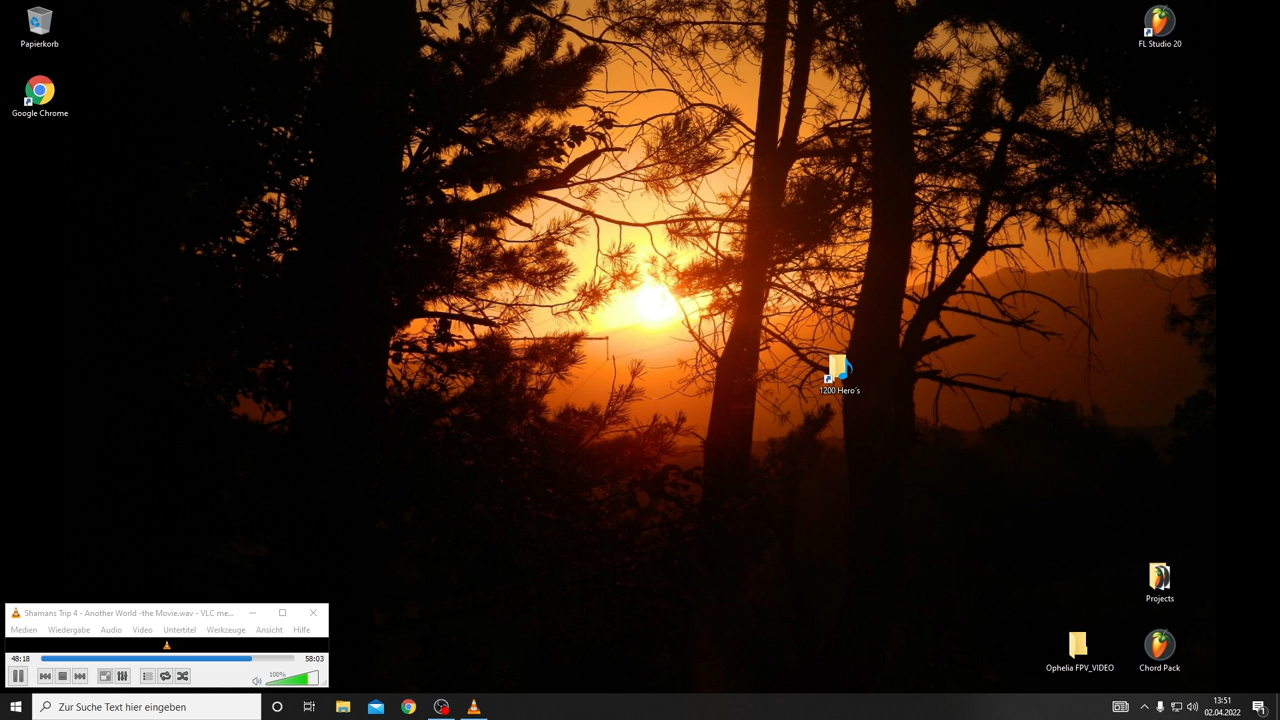 Papierkorb
FL Studio 20
Google Chrome
1200 Hero's
Projects
Ophelia FPV_VIDEO
Chord Pack
Shamans Trip 4 - Another World -the Movie.wav - VLC me...
Medien Wiedergabe Audio Video Untertitel Werkzeuge Ansicht Hilfe
48:18 58:03
100%
Zur Suche Text hier eingeben
13:51
02.04.2022
1